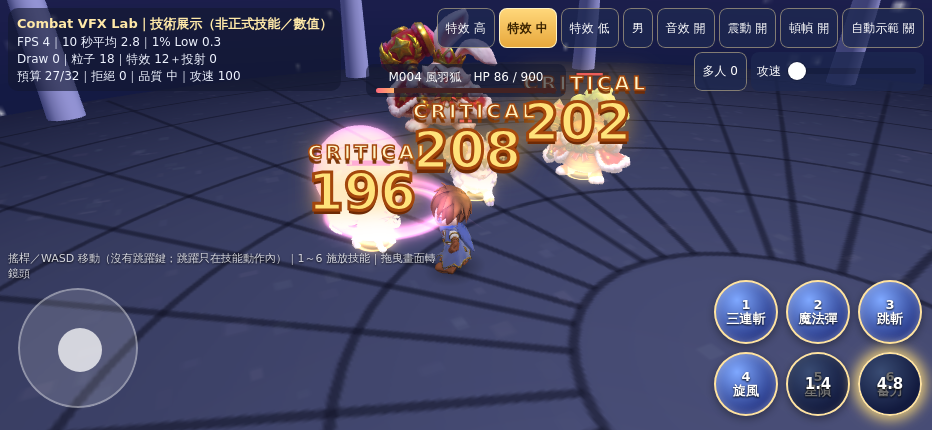 Combat VFX Lab｜技術展示（非正式技能／數值）
FPS 4｜10 秒平均 2.8｜1% Low 0.3
Draw 0｜粒子 18｜特效 12＋投射 0
預算 27/32｜拒絕 0｜品質 中｜攻速 100
特效 高
特效 中
特效 低
男
音效 開
震動 開
頓幀 開
自動示範 關
多人 0
攻速
M004 風羽狐 HP 86 / 900
CRITICAL
202
CRITICAL
208
CRITICA
196
搖桿／WASD 移動（沒有跳躍鍵；跳躍只在技能動作內）｜1～6 施放技能｜拖曳畫面轉
鏡頭
1
三連斬
2
魔法彈
3
跳斬
4
旋風
5
1.4
星隕
6
4.8
蓄力